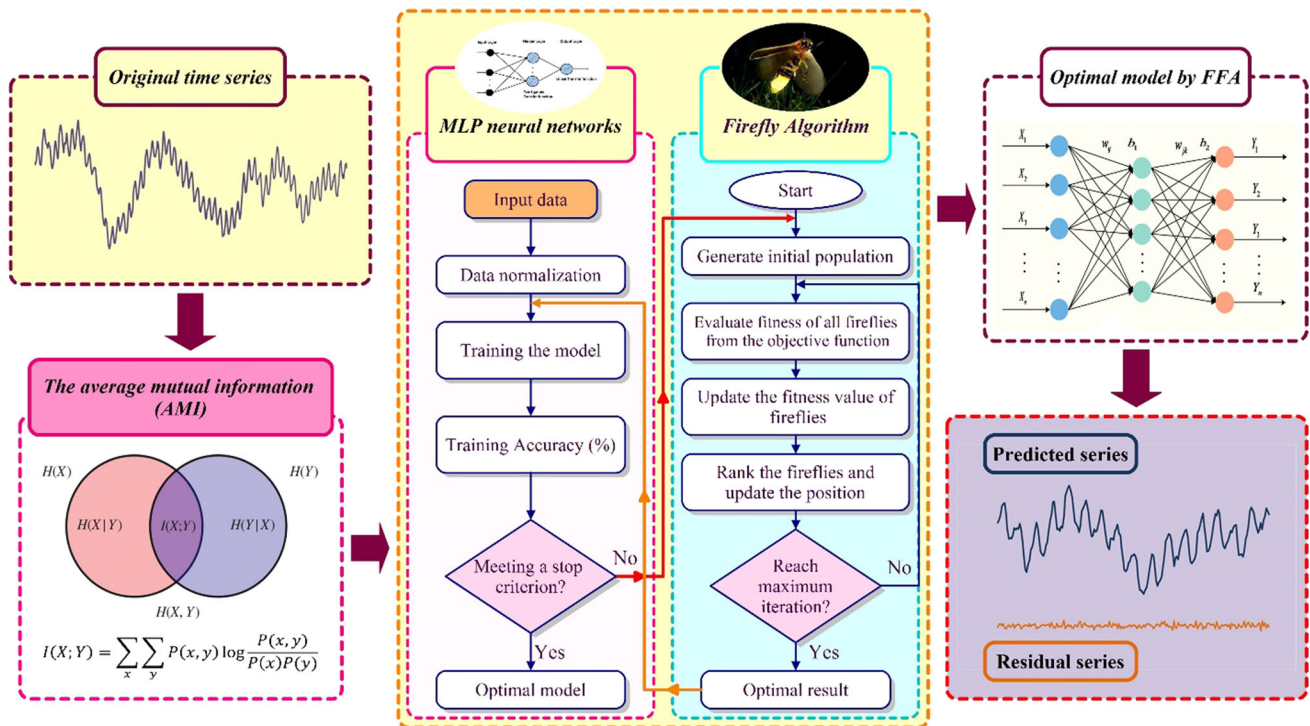 Original time series
The average mutual information
(AMI)
H(X)
H(Y)
H(X|Y)
I(X;Y)
H(Y|X)
H(X, Y)
I(X; Y) = ∑x ∑y P(x, y) log P(x, y) / P(x)P(y)
Input Layer
Output Layer
MLP neural networks
Input data
Data normalization
Training the model
Training Accuracy (%)
Meeting a stop
criterion?
No
Yes
Optimal model
Firefly Algorithm
Start
Generate initial population
Evaluate fitness of all fireflies
from the objective function
Update the fitness value of
fireflies
Rank the fireflies and
update the position
Reach
maximum
iteration?
No
Yes
Optimal result
Optimal model by FFA
X1 wij b1 wjk b2 Y1
X2 Y2
X3 Y3
Xn Yn
Predicted series
Residual series